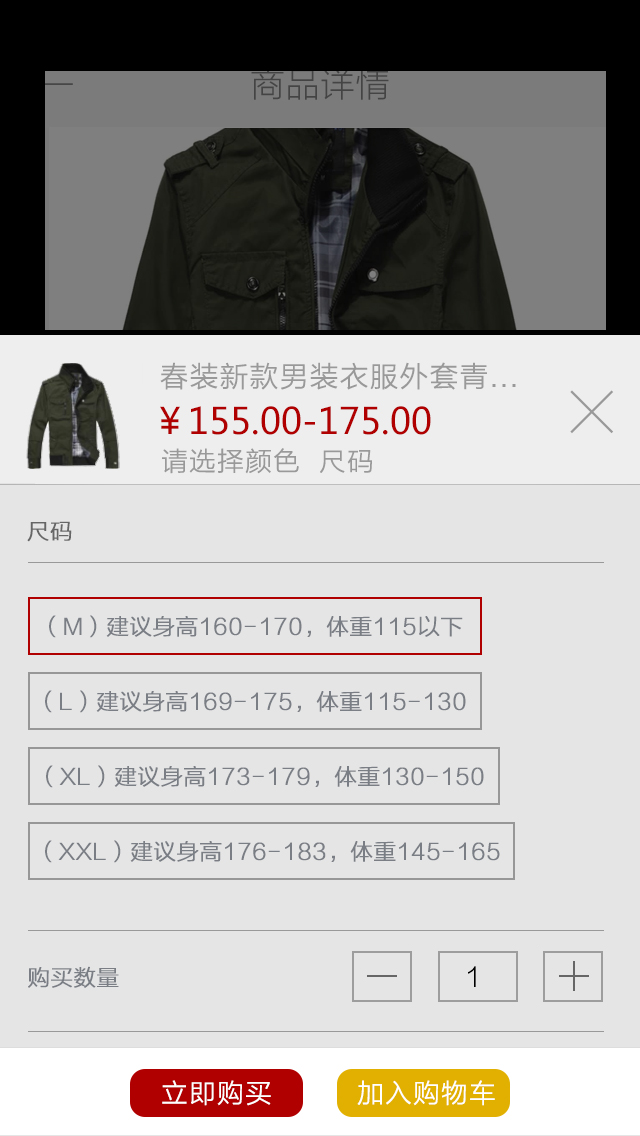 商品详情
春装新款男装衣服外套青...
¥155.00-175.00
请选择颜色 尺码
尺码
（M）建议身高160-170，体重115以下
（L）建议身高169-175，体重115-130
（XL）建议身高173-179，体重130-150
（XXL）建议身高176-183，体重145-165
购买数量 1
立即购买 加入购物车